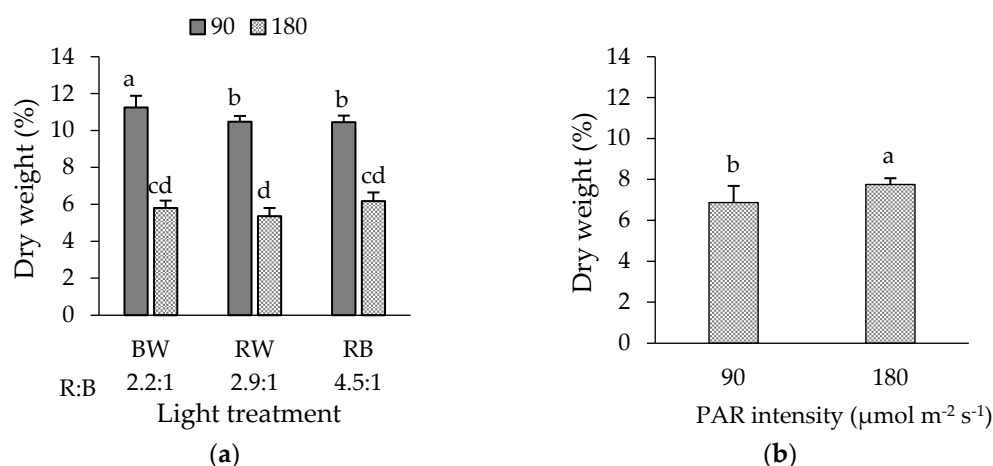 90 180
14
12
10
8
6
4
2
0
Dry weight (%)
a
b
b
cd
d
cd
BW RW RB
R:B 2.2:1 2.9:1 4.5:1
Light treatment
(a)
14
12
10
8
6
4
2
0
Dry weight (%)
b
a
90 180
PAR intensity (µmol m⁻² s⁻¹)
(b)